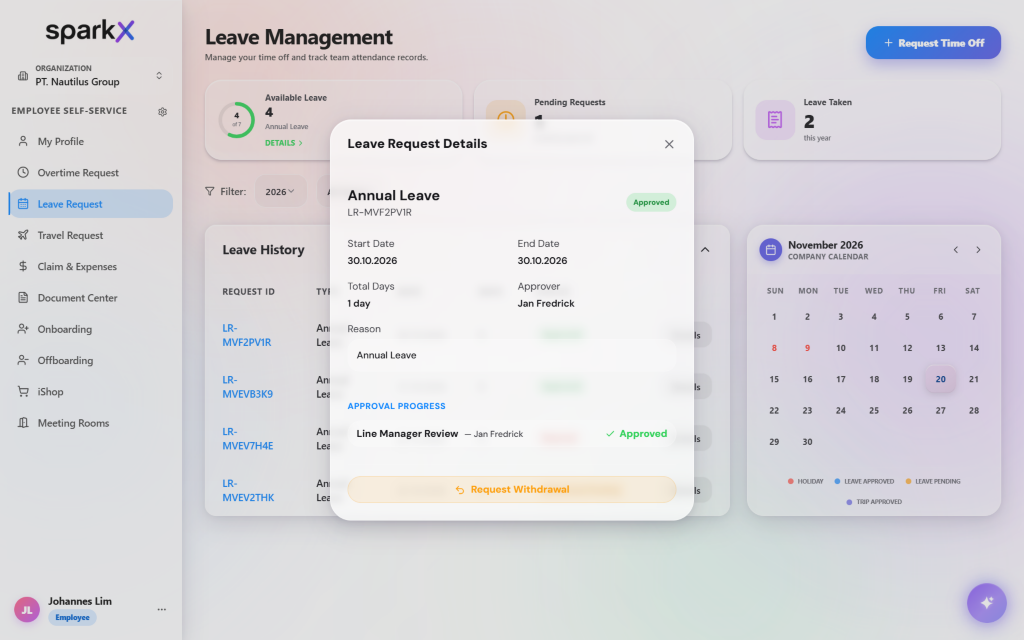 sparkX
ORGANIZATION
PT. Nautilus Group
EMPLOYEE SELF-SERVICE
My Profile
Overtime Request
Leave Request
Travel Request
Claim & Expenses
Document Center
Onboarding
Offboarding
iShop
Meeting Rooms
JL
Johannes Lim
Employee
Leave Management
Manage your time off and track team attendance records.
+ Request Time Off
4
of 7
Available Leave
4
Annual Leave
DETAILS >
Pending Requests
Leave Taken
2
this year
Filter:
2026
Leave History
REQUEST ID
LR-
MVF2PV1R
LR-
MVEVB3K9
LR-
MVEV7H4E
LR-
MVEV2THK
Leave Request Details
Annual Leave
LR-MVF2PV1R
Approved
Start Date
30.10.2026
End Date
30.10.2026
Total Days
1 day
Approver
Jan Fredrick
Reason
Annual Leave
APPROVAL PROGRESS
Line Manager Review — Jan Fredrick
✓ Approved
Request Withdrawal
November 2026
COMPANY CALENDAR
SUN MON TUE WED THU FRI SAT
1 2 3 4 5 6 7
8 9 10 11 12 13 14
15 16 17 18 19 20 21
22 23 24 25 26 27 28
29 30
HOLIDAY LEAVE APPROVED LEAVE PENDING
TRIP APPROVED